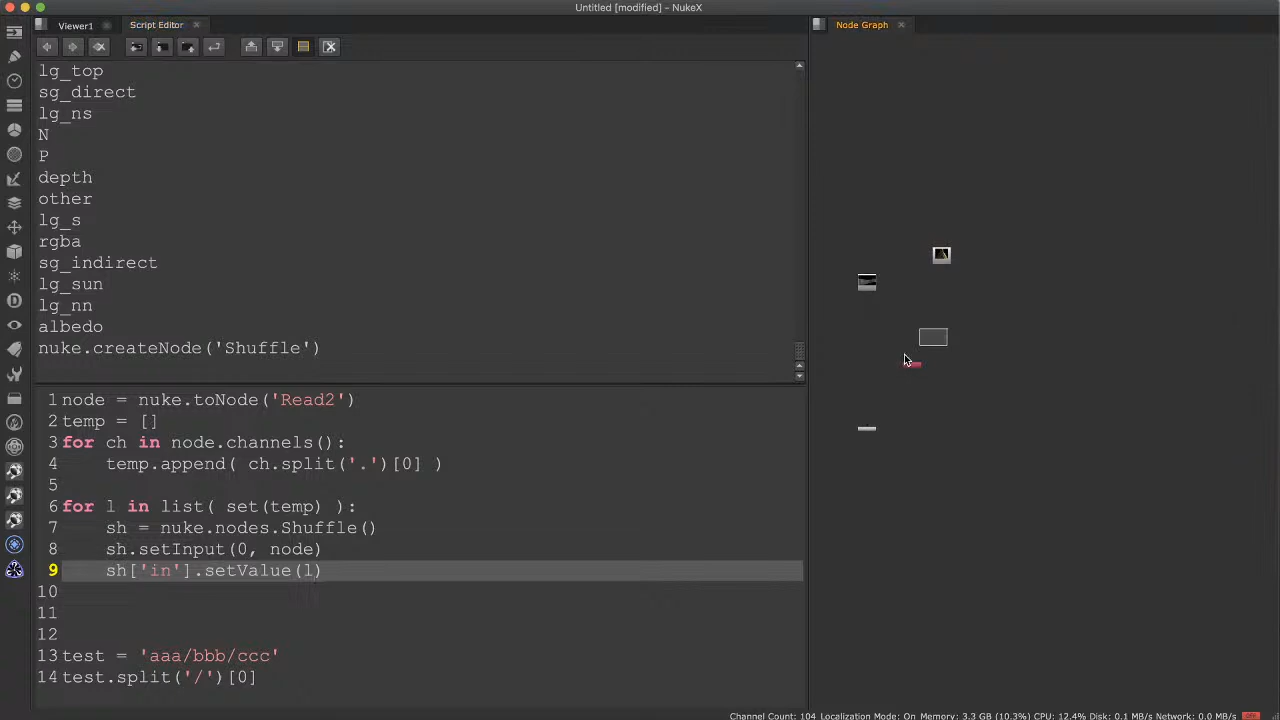 Untitled [modified] - NukeX
Viewer1
Script Editor
Node Graph
lg_top
sg_direct
lg_ns
N
P
depth
other
lg_s
rgba
sg_indirect
lg_sun
lg_nn
albedo
nuke.createNode('Shuffle')
1 node = nuke.toNode('Read2')
2 temp = []
3 for ch in node.channels():
4     temp.append( ch.split('.')[0] )
5
6 for l in list( set(temp) ):
7     sh = nuke.nodes.Shuffle()
8     sh.setInput(0, node)
9     sh['in'].setValue(l)
10
11
12
13 test = 'aaa/bbb/ccc'
14 test.split('/')[0]
Channel Count: 104 Localization Mode: On Memory: 3.3 GB (10.3%) CPU: 12.4% Disk: 0.1 MB/s Network: 0.0 MB/s